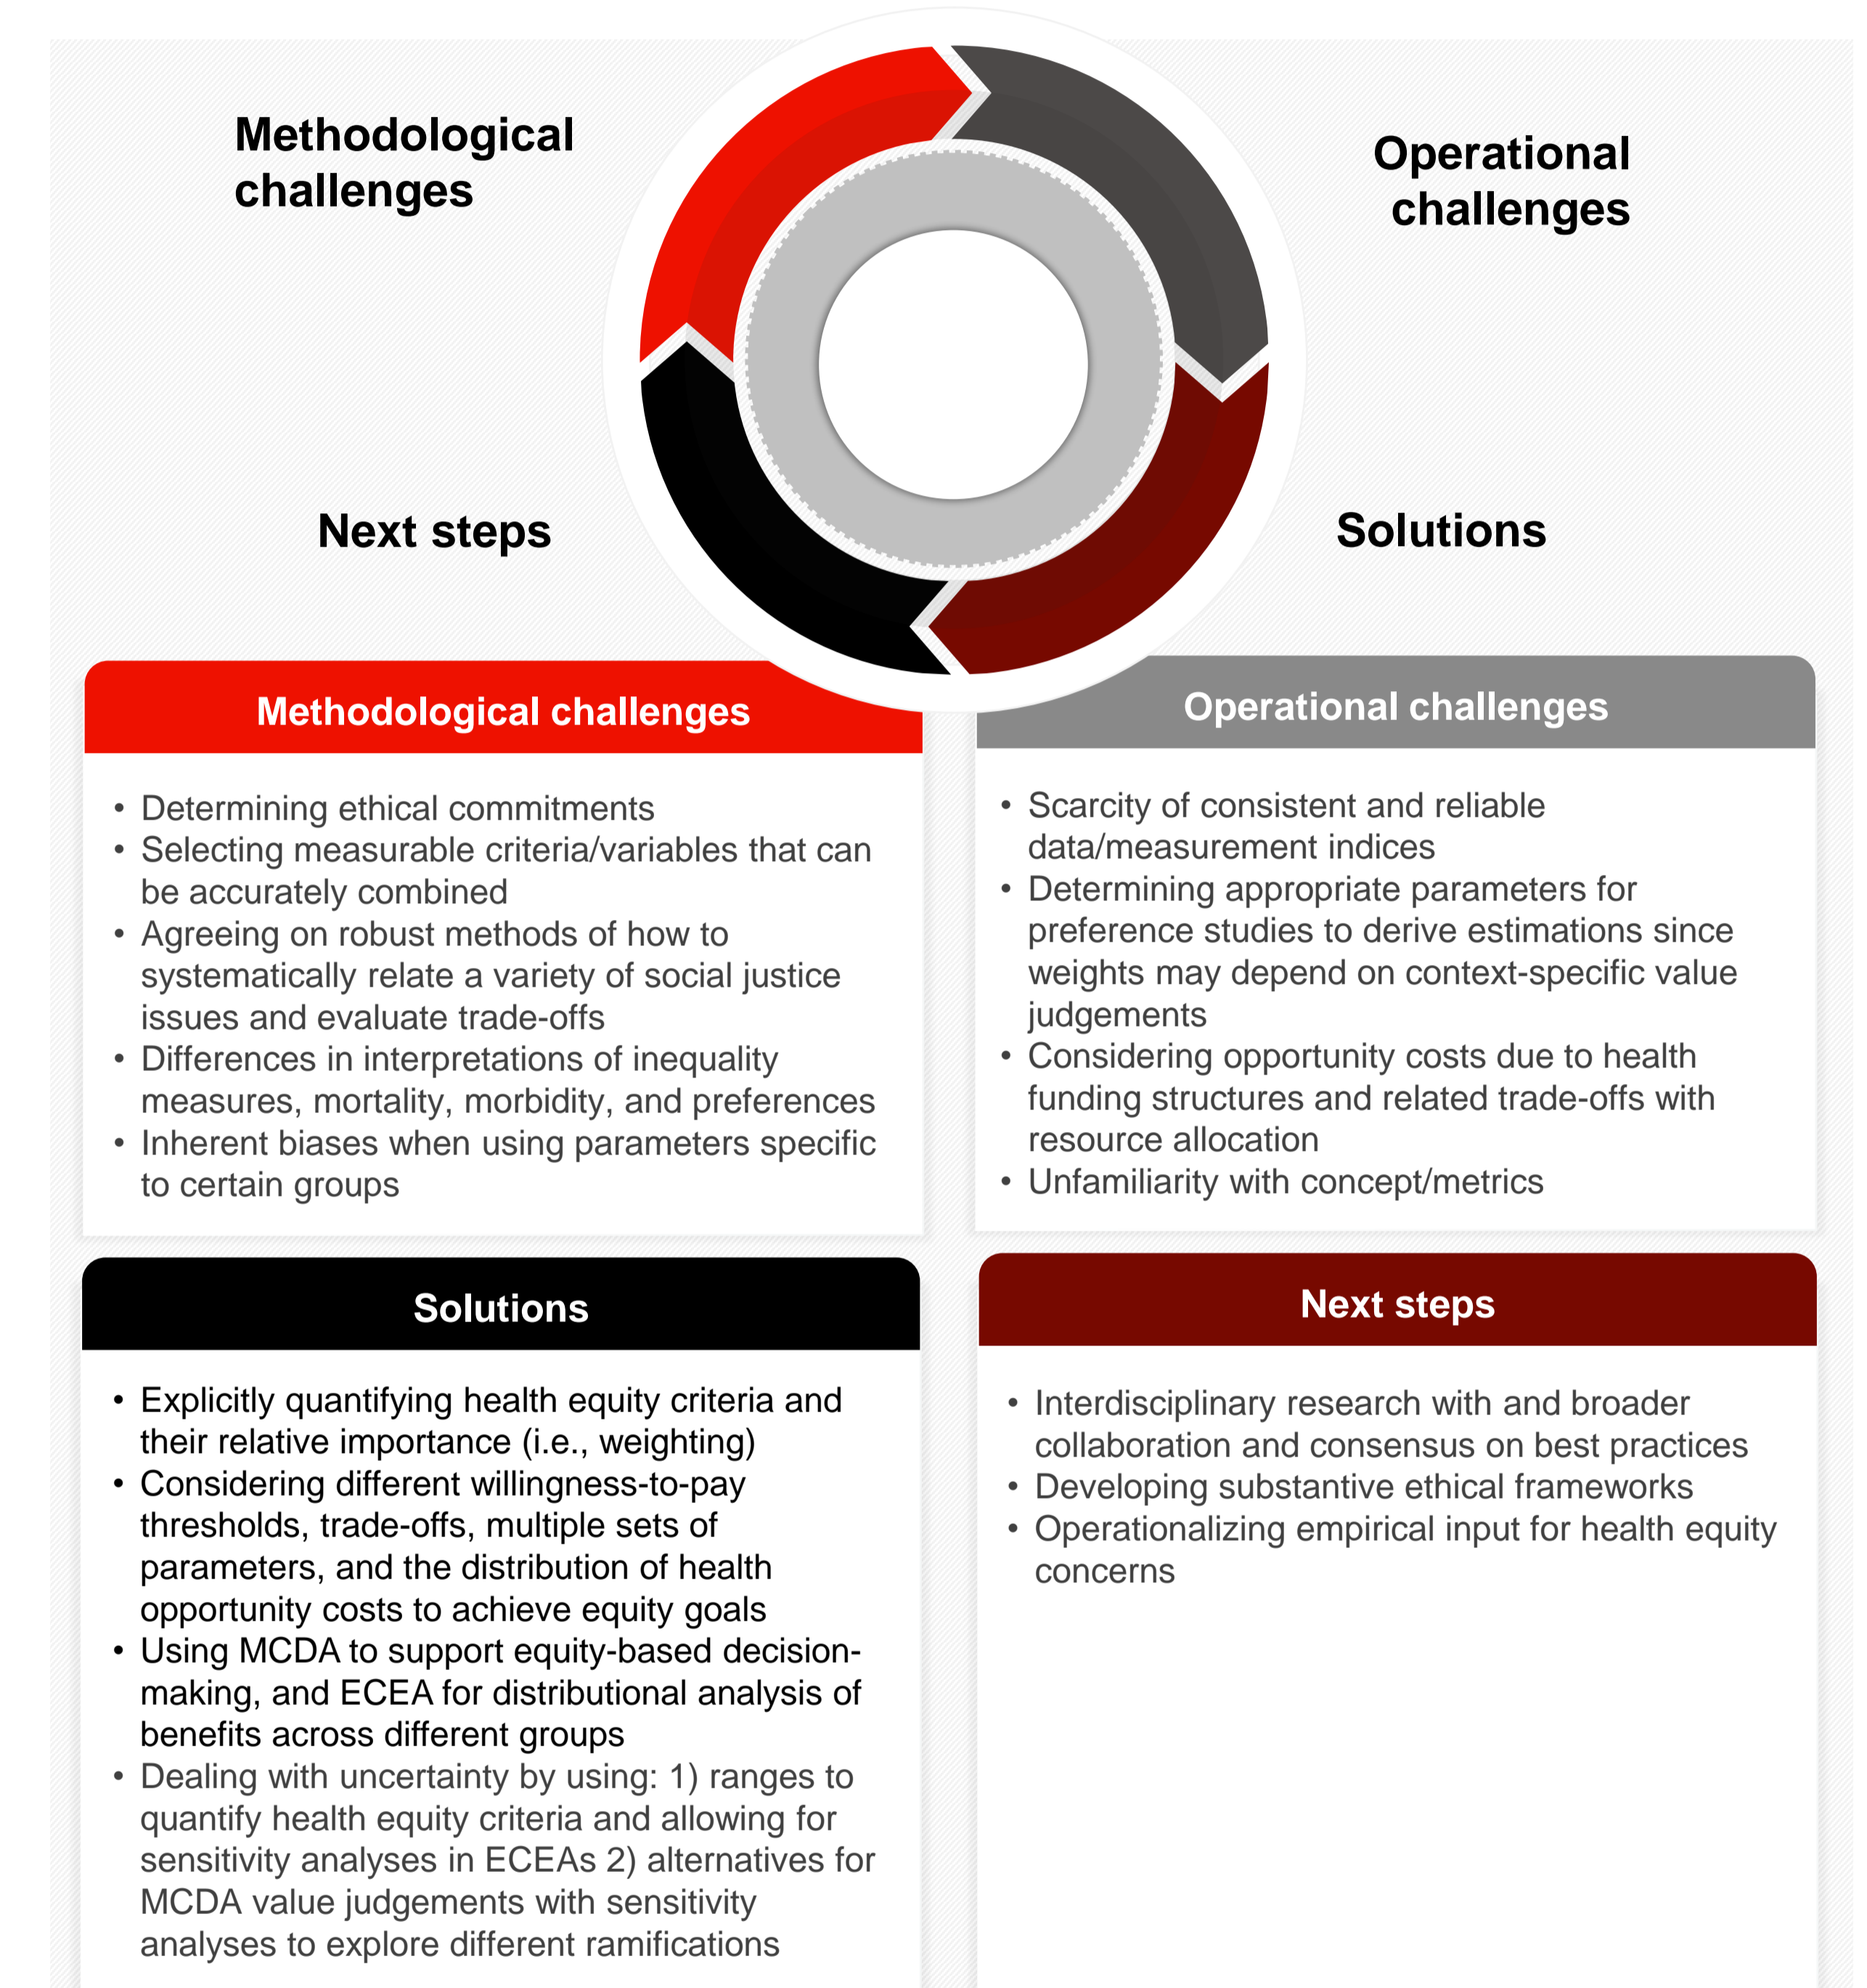 Methodological
challenges
Operational
challenges
Next steps
Solutions
Methodological challenges
• Determining ethical commitments
• Selecting measurable criteria/variables that can
be accurately combined
• Agreeing on robust methods of how to
systematically relate a variety of social justice
issues and evaluate trade-offs
• Differences in interpretations of inequality
measures, mortality, morbidity, and preferences
• Inherent biases when using parameters specific
to certain groups
Operational challenges
• Scarcity of consistent and reliable
data/measurement indices
• Determining appropriate parameters for
preference studies to derive estimations since
weights may depend on context-specific value
judgements
• Considering opportunity costs due to health
funding structures and related trade-offs with
resource allocation
• Unfamiliarity with concept/metrics
Solutions
• Explicitly quantifying health equity criteria and
their relative importance (i.e., weighting)
• Considering different willingness-to-pay
thresholds, trade-offs, multiple sets of
parameters, and the distribution of health
opportunity costs to achieve equity goals
• Using MCDA to support equity-based decision-
making, and ECEA for distributional analysis of
benefits across different groups
• Dealing with uncertainty by using: 1) ranges to
quantify health equity criteria and allowing for
sensitivity analyses in ECEAs 2) alternatives for
MCDA value judgements with sensitivity
analyses to explore different ramifications
Next steps
• Interdisciplinary research with and broader
collaboration and consensus on best practices
• Developing substantive ethical frameworks
• Operationalizing empirical input for health equity
concerns